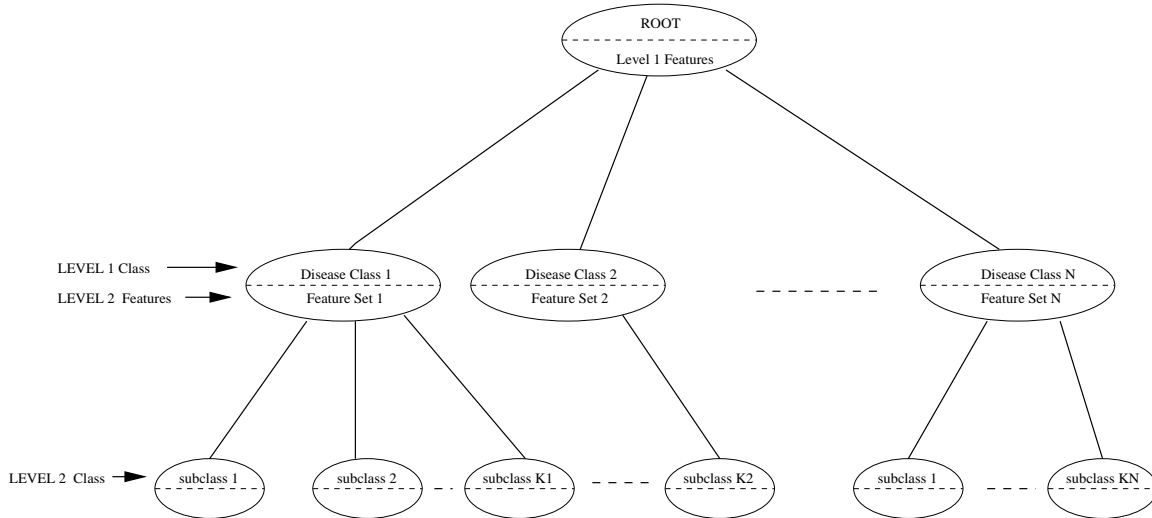 ROOT
Level 1 Features
LEVEL 1 Class
Disease Class 1
Disease Class 2
Disease Class N
LEVEL 2 Features
Feature Set 1
Feature Set 2
Feature Set N
LEVEL 2 Class
subclass 1
subclass 2
subclass K1
subclass K2
subclass 1
subclass KN